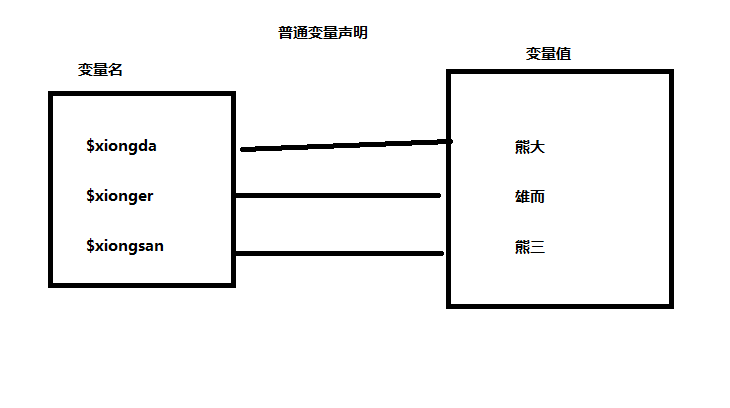 普通变量声明
变量名
变量值
$xiongda
熊大
$xionger
雄而
$xiongsan
熊三